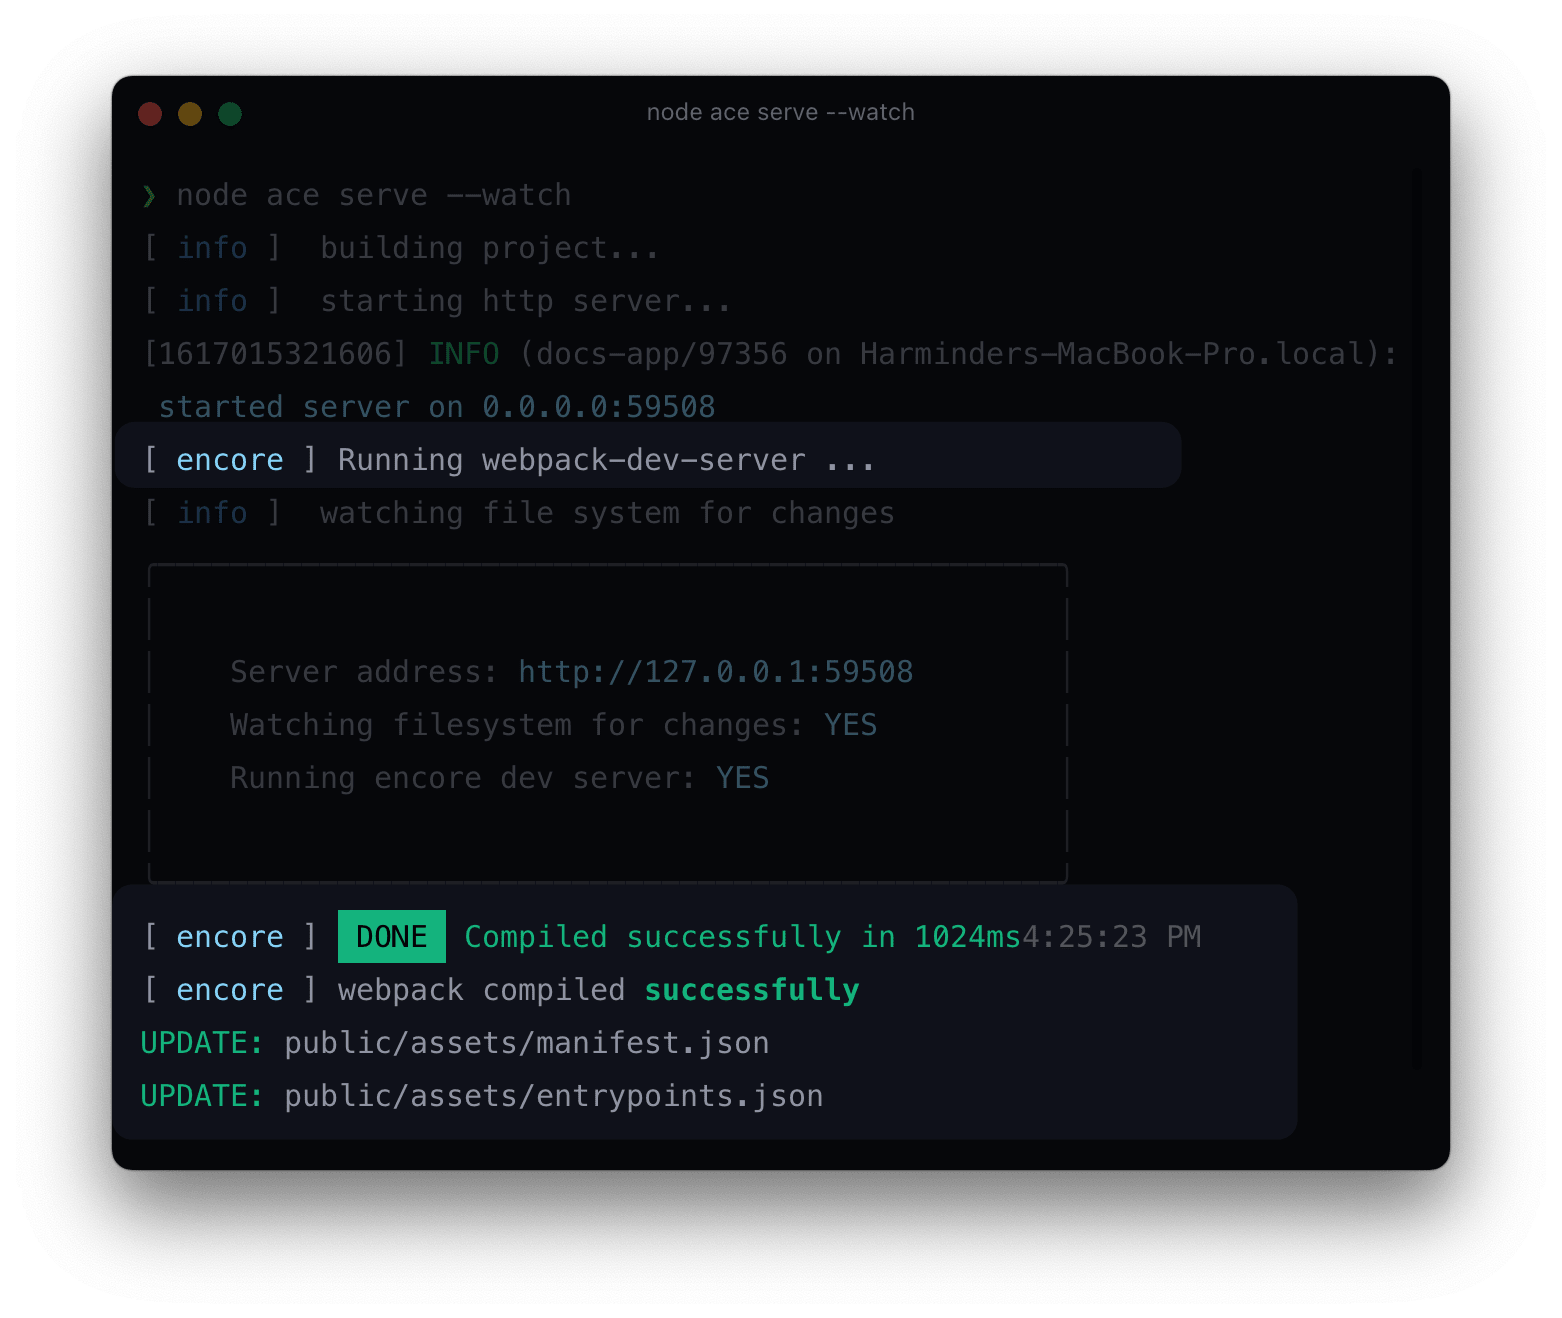 node ace serve --watch
❯ node ace serve --watch
[ info ]  building project...
[ info ]  starting http server...
[1617015321606] INFO (docs-app/97356 on Harminders-MacBook-Pro.local):
 started server on 0.0.0.0:59508
[ encore ] Running webpack-dev-server ...
[ info ]  watching file system for changes
Server address: http://127.0.0.1:59508
Watching filesystem for changes: YES
Running encore dev server: YES
[ encore ] DONE Compiled successfully in 1024ms4:25:23 PM
[ encore ] webpack compiled successfully
UPDATE: public/assets/manifest.json
UPDATE: public/assets/entrypoints.json